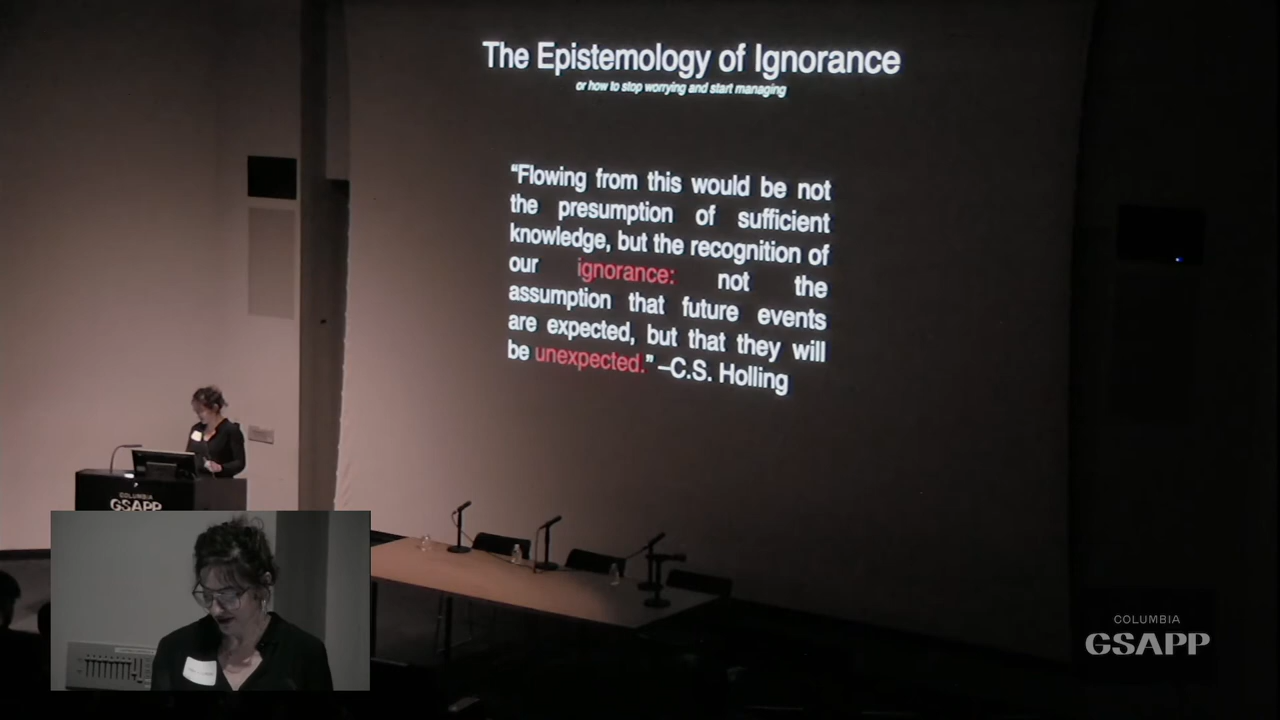 The Epistemology of Ignorance
or how to stop worrying and start managing
“Flowing from this would be not
the presumption of sufficient
knowledge, but the recognition of
our ignorance: not the
assumption that future events
are expected, but that they will
be unexpected.” –C.S. Holling
COLUMBIA
GSAPP
COLUMBIA
GSAPP